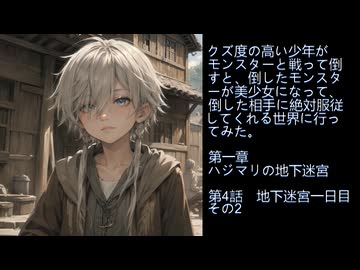 クズ度の高い少年が
モンスターと戦って倒
すと、倒したモンスタ
ーが美少女になって、
倒した相手に絶対服従
してくれる世界に行っ
てみた。
第一章
ハジマリの地下迷宮
第4話　地下迷宮一日目
その2